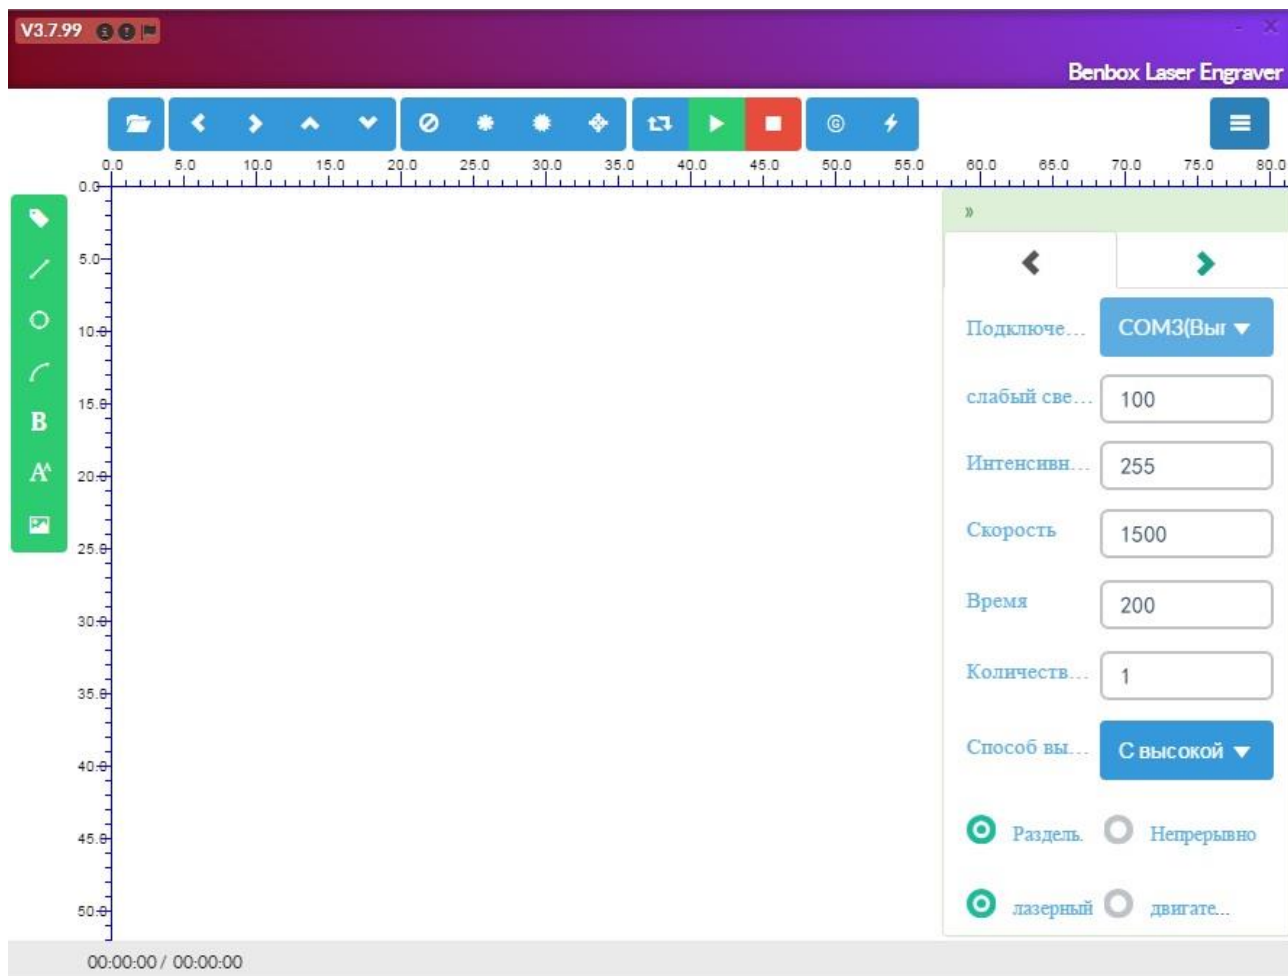 V3.7.99
Benbox Laser Engraver
0.0 5.0 10.0 15.0 20.0 25.0 30.0 35.0 40.0 45.0 50.0 55.0 60.0 65.0 70.0 75.0 80.0
0.0
5.0
10.0
15.0
20.0
25.0
30.0
35.0
40.0
45.0
50.0
B
A^A
»
Подключе... COM3(Выг
слабый све... 100
Интенсивн... 255
Скорость 1500
Время 200
Количеств... 1
Способ вы... С высокой
Раздель. Непрерывно
лазерный двигате...
00:00:00 / 00:00:00